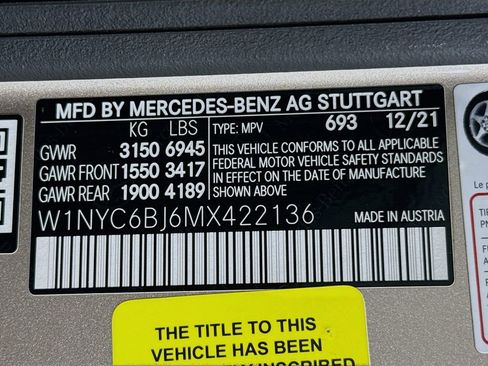 MFD BY MERCEDES-BENZ AG STUTTGART
KG LBS TYPE: MPV 693 12/21
GVWR 3150 6945 THIS VEHICLE CONFORMS TO ALL APPLICABLE
GAWR FRONT 1550 3417 FEDERAL MOTOR VEHICLE SAFETY STANDARDS
GAWR REAR 1900 4189 IN EFFECT ON THE DATE OF MANUFACTURE
SHOWN ABOVE.
W1NYC6BJ6MX422136 MADE IN AUSTRIA
THE TITLE TO THIS
VEHICLE HAS BEEN
INSCRIBED
Le